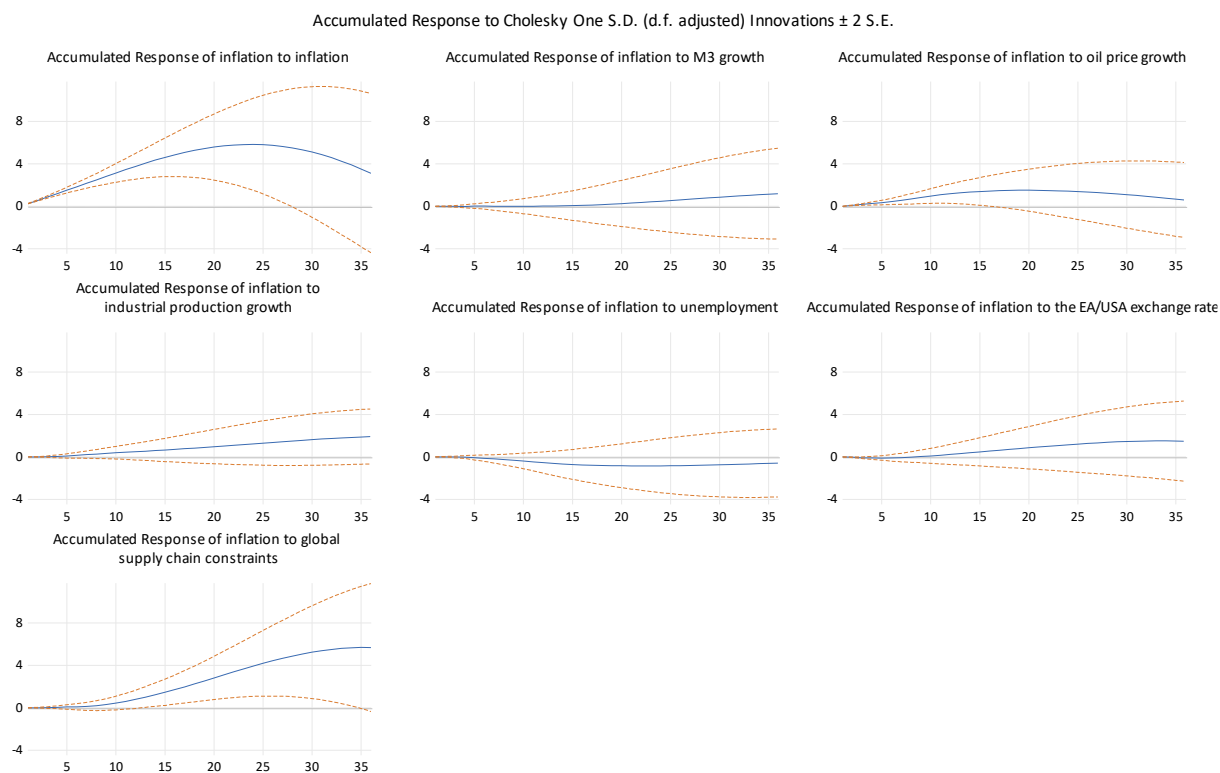 Accumulated Response to Cholesky One S.D. (d.f. adjusted) Innovations ± 2 S.E.
Accumulated Response of inflation to inflation
8
4
0
-4
5 10 15 20 25 30 35
Accumulated Response of inflation to M3 growth
8
4
0
-4
5 10 15 20 25 30 35
Accumulated Response of inflation to oil price growth
8
4
0
-4
5 10 15 20 25 30 35
Accumulated Response of inflation to
industrial production growth
8
4
0
-4
5 10 15 20 25 30 35
Accumulated Response of inflation to unemployment
8
4
0
-4
5 10 15 20 25 30 35
Accumulated Response of inflation to the EA/USA exchange rate
8
4
0
-4
5 10 15 20 25 30 35
Accumulated Response of inflation to global
supply chain constraints
8
4
0
-4
5 10 15 20 25 30 35